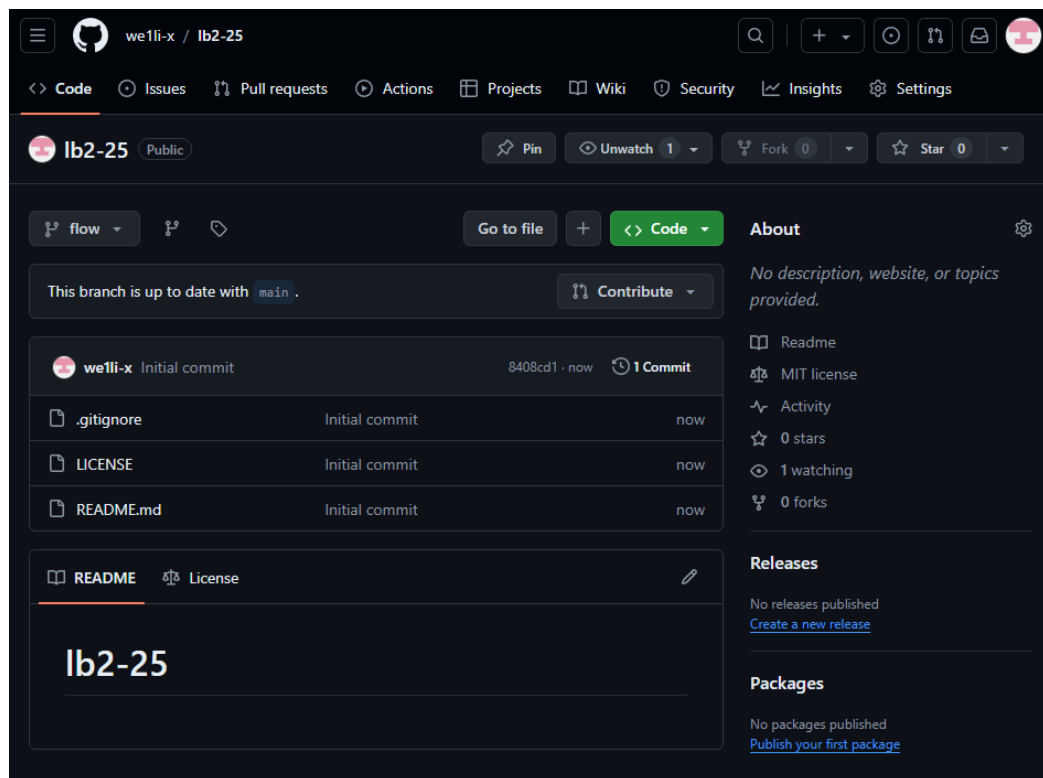 we1li-x / lb2-25
Code Issues Pull requests Actions Projects Wiki Security Insights Settings
lb2-25 Public Pin Unwatch 1 Fork 0 Star 0
flow Go to file Code
This branch is up to date with main . Contribute
we1li-x Initial commit 8408cd1 · now 1 Commit
.gitignore Initial commit now
LICENSE Initial commit now
README.md Initial commit now
README License
lb2-25
About
No description, website, or topics
provided.
Readme
MIT license
Activity
0 stars
1 watching
0 forks
Releases
No releases published
Create a new release
Packages
No packages published
Publish your first package